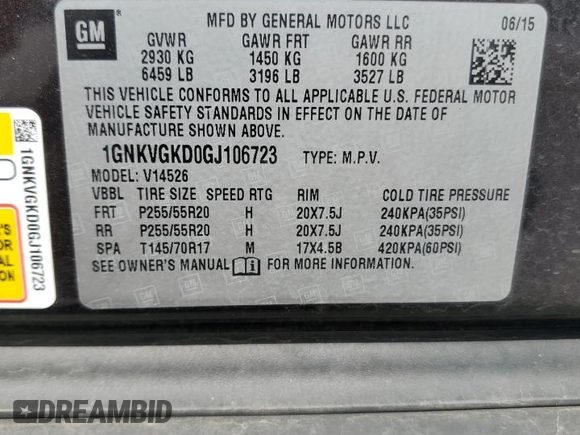 GM
MFD BY GENERAL MOTORS LLC
06/15
GVWR GAWR FRT GAWR RR
2930 KG 1450 KG 1600 KG
6459 LB 3196 LB 3527 LB
THIS VEHICLE CONFORMS TO ALL APPLICABLE U.S. FEDERAL MOTOR
VEHICLE SAFETY STANDARDS IN EFFECT ON THE DATE OF
MANUFACTURE SHOWN ABOVE.
1GNKVGKD0GJ106723 TYPE: M.P.V.
MODEL: V14526
VBBL TIRE SIZE SPEED RTG RIM COLD TIRE PRESSURE
FRT P255/55R20 H 20X7.5J 240KPA(35PSI)
RR P255/55R20 H 20X7.5J 240KPA(35PSI)
SPA T145/70R17 M 17X4.5B 420KPA(60PSI)
SEE OWNER'S MANUAL FOR MORE INFORMATION.
1GNKVGKD0GJ106723
DREAMBID